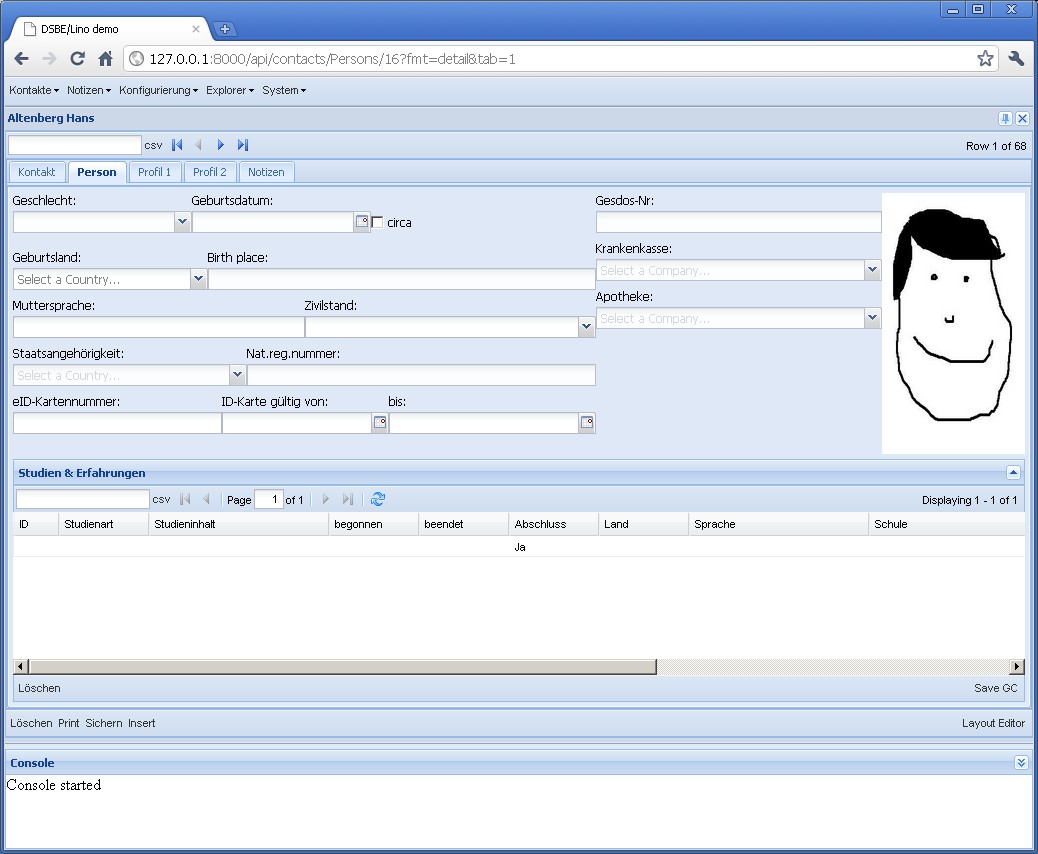 DSBE/Lino demo
127.0.0.1:8000/api/contacts/Persons/16?fmt=detail&tab=1
Kontakte Notizen Konfigurierung Explorer System
Altenberg Hans
csv Row 1 of 68
Kontakt Person Profil 1 Profil 2 Notizen
Geschlecht: Geburtsdatum: Gesdos-Nr:
circa
Krankenkasse:
Geburtsland: Birth place:
Select a Company...
Select a Country...
Apotheke:
Muttersprache: Zivilstand:
Select a Company...
Staatsangehörigkeit: Nat.reg.nummer:
Select a Country...
eID-Kartennummer: ID-Karte gültig von: bis:
Studien & Erfahrungen
csv Page 1 of 1 Displaying 1 - 1 of 1
ID Studienart Studieninhalt begonnen beendet Abschluss Land Sprache Schule
Ja
Löschen Save GC
Löschen Print Sichern Insert Layout Editor
Console
Console started